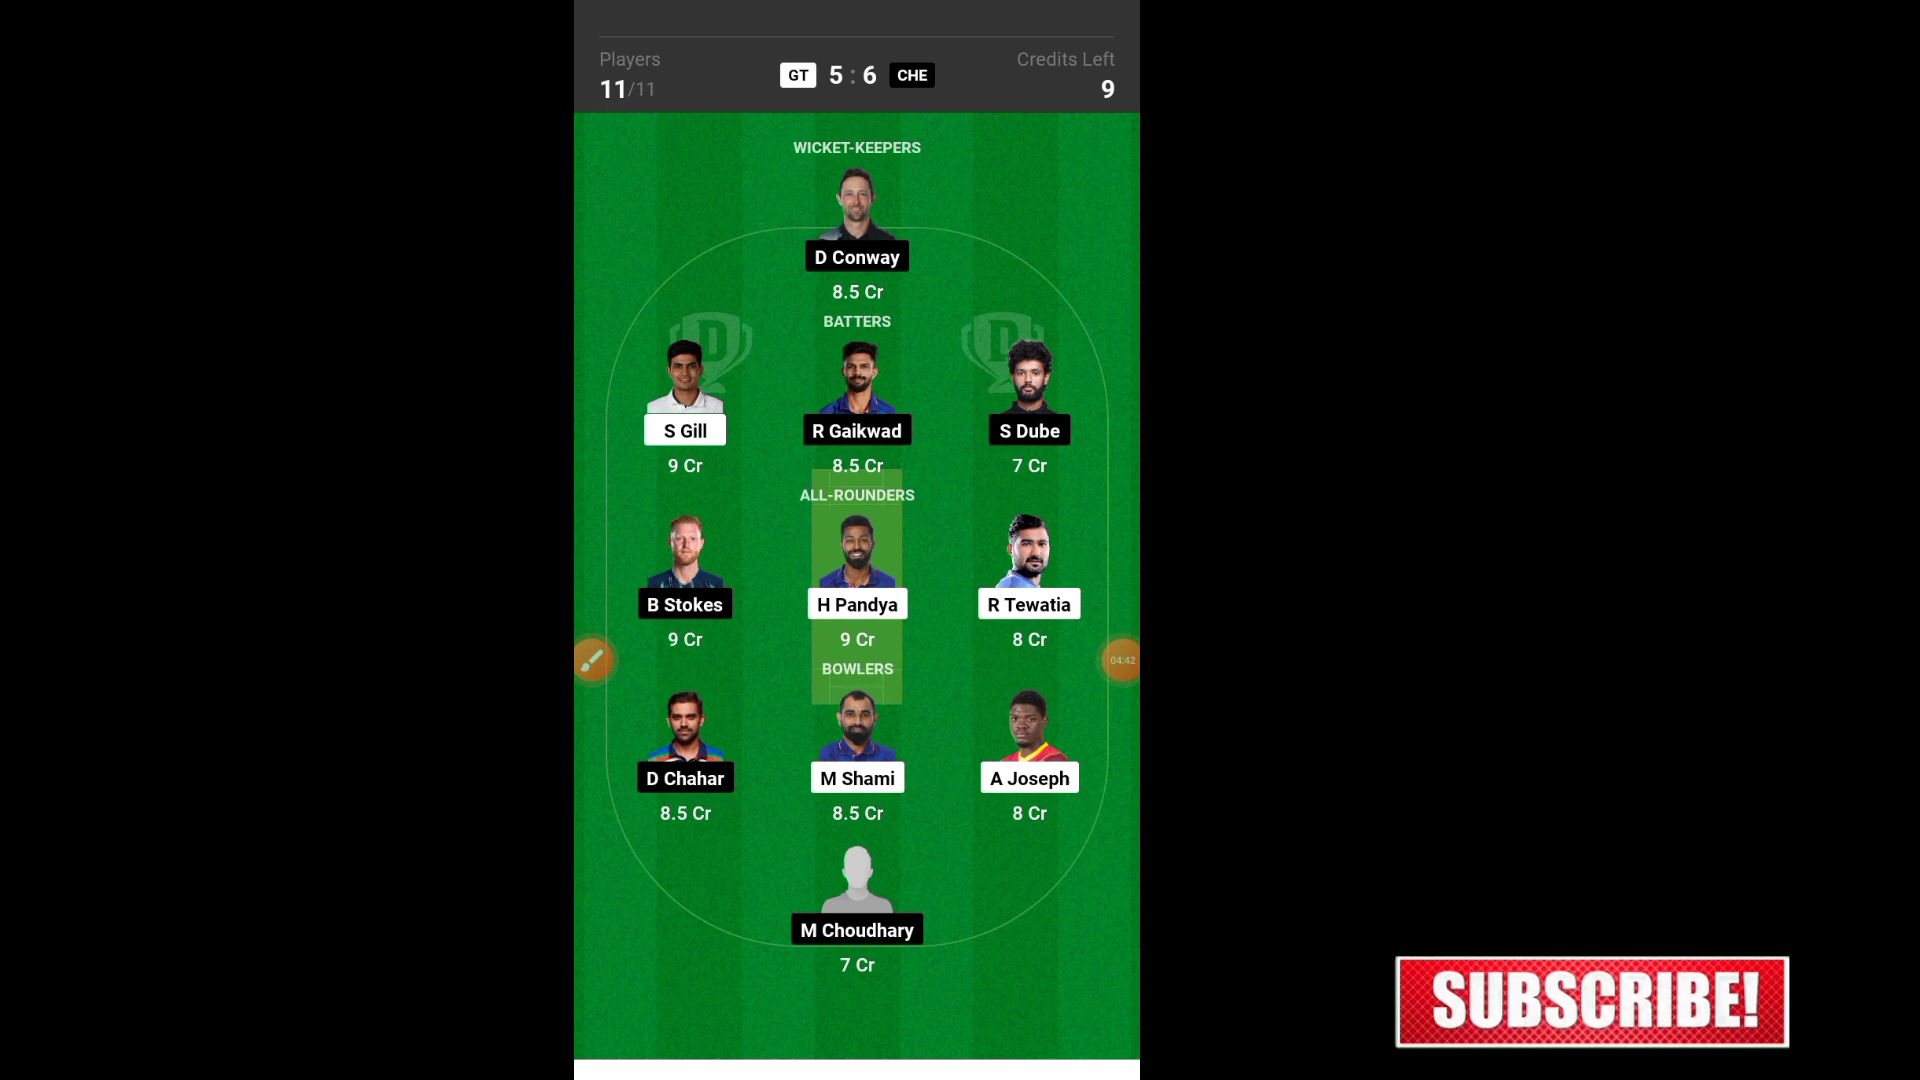 Players
11/11
GT 5 : 6 CHE
Credits Left
9
WICKET-KEEPERS
D Conway
8.5 Cr
BATTERS
S Gill R Gaikwad S Dube
9 Cr 8.5 Cr 7 Cr
ALL-ROUNDERS
B Stokes H Pandya R Tewatia
9 Cr 9 Cr 8 Cr
04:42
BOWLERS
D Chahar M Shami A Joseph
8.5 Cr 8.5 Cr 8 Cr
M Choudhary
7 Cr
SUBSCRIBE!